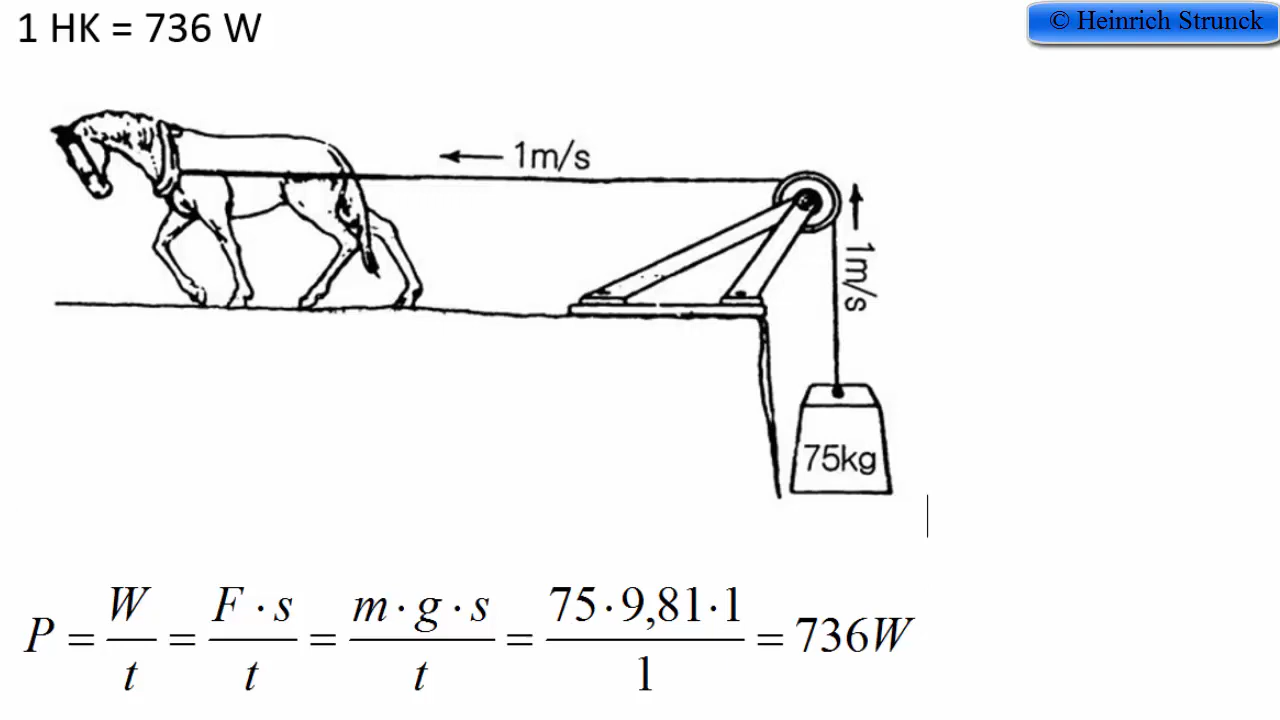 1 HK = 736 W
© Heinrich Strunck
1m/s
1m/s
75kg
P = W/t = F · s/t = m · g · s/t = 75 · 9,81 · 1/1 = 736W